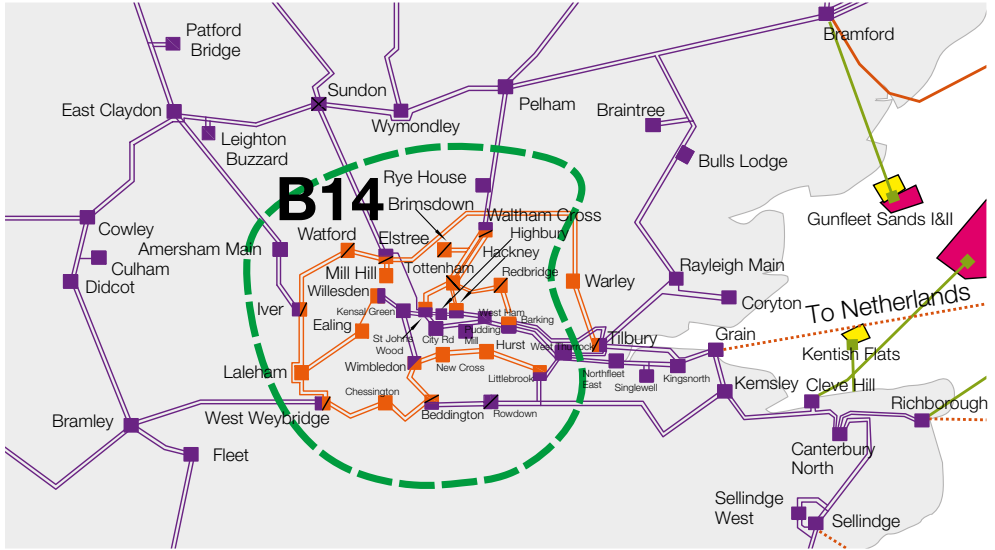 Patford
Bridge
Bramford
Sundon
East Claydon
Pelham
Wymondley
Braintree
Leighton
Buzzard
Bulls Lodge
Rye House
B14
Brimsdown
Gunfleet Sands I&II
Waltham Cross
Cowley
Watford
Elstree
Highbury
Amersham Main
Hackney
Culham
Mill Hill
Tottenham
Redbridge
Rayleigh Main
Didcot
Willesden
Warley
Coryton
Iver
Kensal Green
West Ham
To Netherlands
Ealing
City Rd
Pudding
Mill
Barking
St Johns
Wood
Hurst
West Thurrock
Tilbury
Grain
Kentish Flats
Wimbledon
New Cross
Laleham
Littlebrook
Northfleet
East
Singlewell
Kingsnorth
Kemsley
Cleve Hill
Chessington
Richborough
Bramley
West Weybridge
Beddington
Rowdown
Fleet
Canterbury
North
Sellindge
West
Sellindge